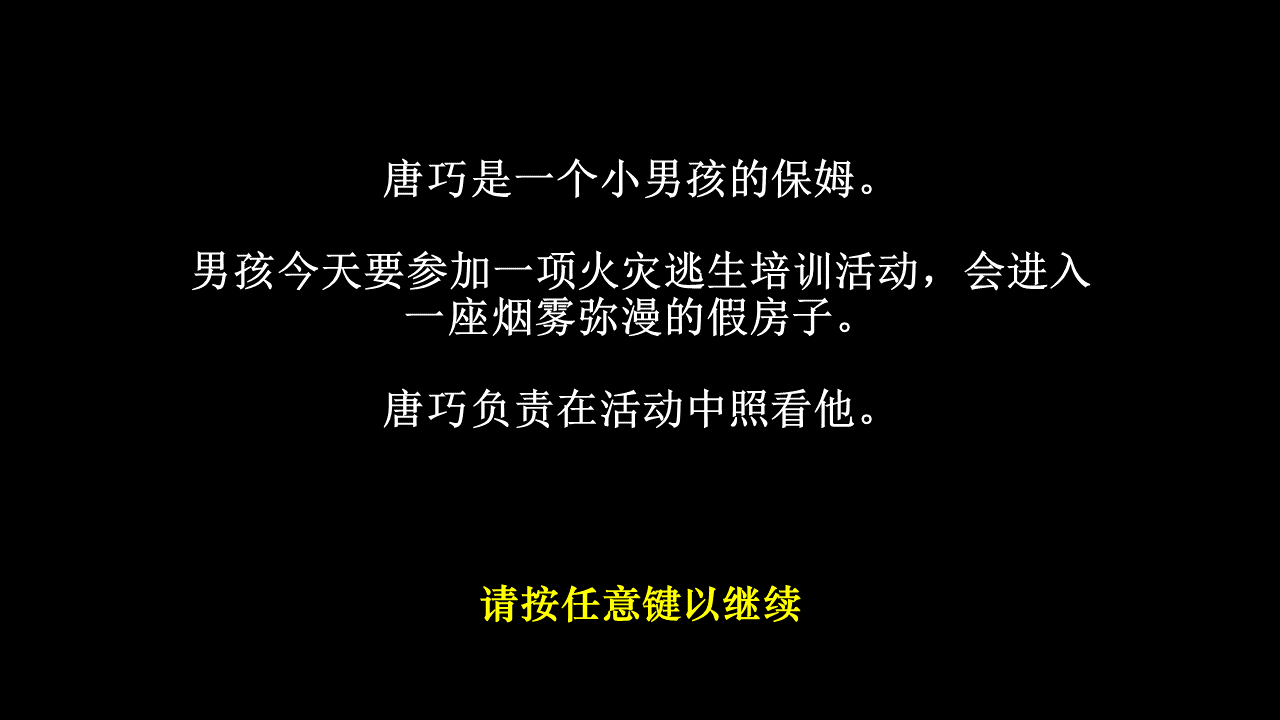 唐巧是一个小男孩的保姆。
男孩今天要参加一项火灾逃生培训活动，会进入
一座烟雾弥漫的假房子。
唐巧负责在活动中照看他。
请按任意键以继续